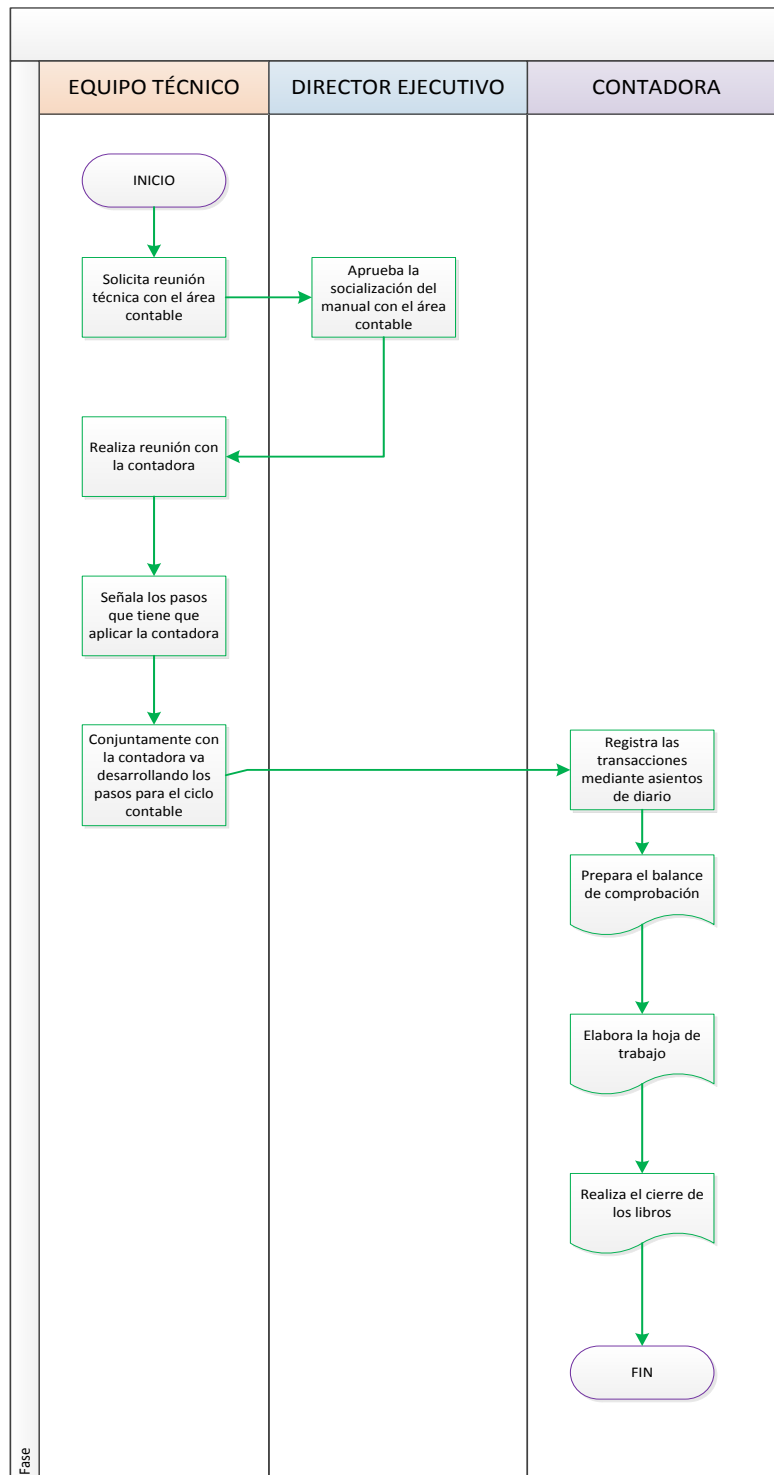 EQUIPO TÉCNICO
DIRECTOR EJECUTIVO
CONTADORA
INICIO
Solicita reunión
técnica con el área
contable
Aprueba la
socialización del
manual con el área
contable
Realiza reunión con
la contadora
Señala los pasos
que tiene que
aplicar la contadora
Conjuntamente con
la contadora va
desarrollando los
pasos para el ciclo
contable
Registra las
transacciones
mediante asientos
de diario
Prepara el balance
de comprobación
Elabora la hoja de
trabajo
Realiza el cierre de
los libros
FIN
Fase